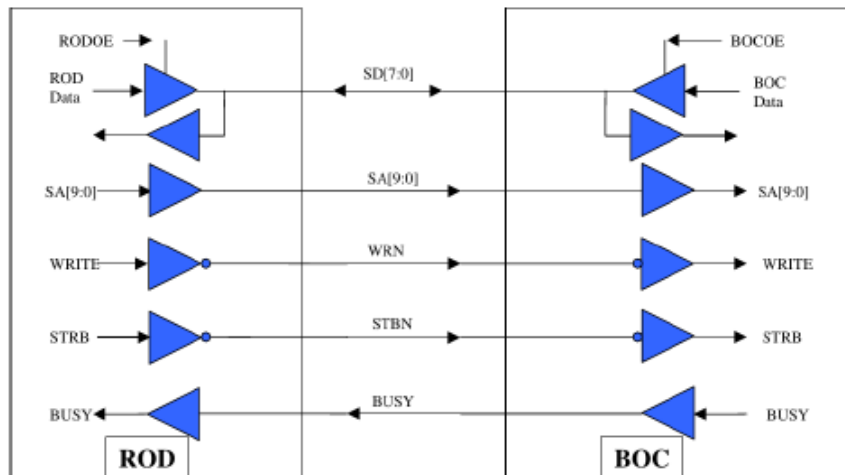 RODOE
BOCOE
ROD
Data
SD[7:0]
BOC
Data
SA[9:0]
SA[9:0]
SA[9:0]
WRITE
WRN
WRITE
STRB
STBN
STRB
BUSY
BUSY
BUSY
ROD
BOC